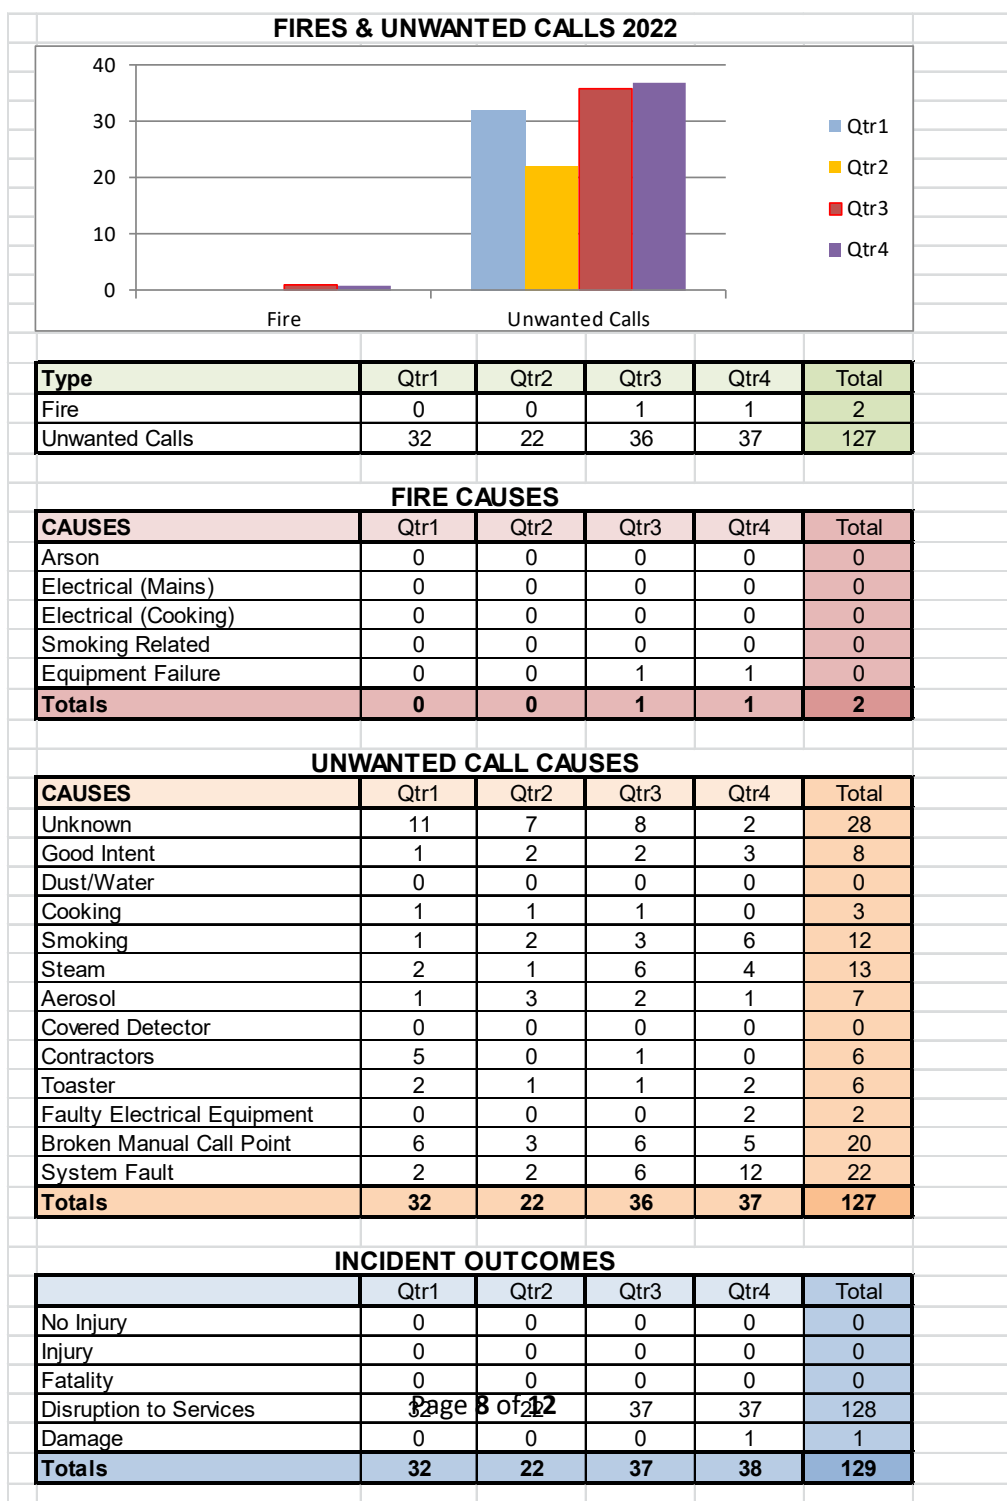 FIRES & UNWANTED CALLS 2022
40
30
20
10
0
Fire Unwanted Calls
Qtr1
Qtr2
Qtr3
Qtr4
Type Qtr1 Qtr2 Qtr3 Qtr4 Total
Fire 0 0 1 1 2
Unwanted Calls 32 22 36 37 127
FIRE CAUSES
CAUSES Qtr1 Qtr2 Qtr3 Qtr4 Total
Arson 0 0 0 0 0
Electrical (Mains) 0 0 0 0 0
Electrical (Cooking) 0 0 0 0 0
Smoking Related 0 0 0 0 0
Equipment Failure 0 0 1 1 0
Totals 0 0 1 1 2
UNWANTED CALL CAUSES
CAUSES Qtr1 Qtr2 Qtr3 Qtr4 Total
Unknown 11 7 8 2 28
Good Intent 1 2 2 3 8
Dust/Water 0 0 0 0 0
Cooking 1 1 1 0 3
Smoking 1 2 3 6 12
Steam 2 1 6 4 13
Aerosol 1 3 2 1 7
Covered Detector 0 0 0 0 0
Contractors 5 0 1 0 6
Toaster 2 1 1 2 6
Faulty Electrical Equipment 0 0 0 2 2
Broken Manual Call Point 6 3 6 5 20
System Fault 2 2 6 12 22
Totals 32 22 36 37 127
INCIDENT OUTCOMES
Qtr1 Qtr2 Qtr3 Qtr4 Total
No Injury 0 0 0 0 0
Injury 0 0 0 0 0
Fatality 0 0 0 0 0
Disruption to Services 32 22 37 37 128
Page 8 of 12
Damage 0 0 0 1 1
Totals 32 22 37 38 129